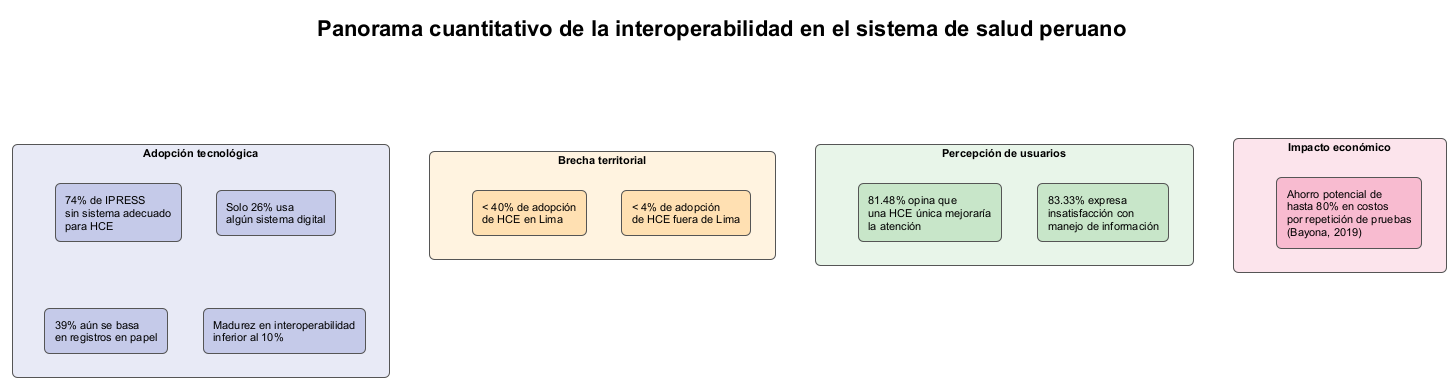 Panorama cuantitativo de la interoperabilidad en el sistema de salud peruano
Adopción tecnológica
74% de IPRESS
sin sistema adecuado
para HCE
Solo 26% usa
algún sistema digital
39% aún se basa
en registros en papel
Madurez en interoperabilidad
inferior al 10%
Brecha territorial
< 40% de adopción
de HCE en Lima
< 4% de adopción
de HCE fuera de Lima
Percepción de usuarios
81.48% opina que
una HCE única mejoraría
la atención
83.33% expresa
insatisfacción con
manejo de información
Impacto económico
Ahorro potencial de
hasta 80% en costos
por repetición de pruebas
(Bayona, 2019)